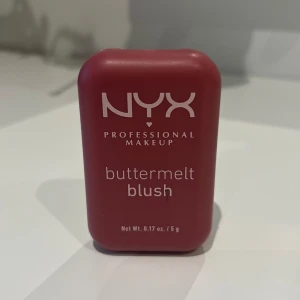 NYX
PROFESSIONAL
MAKEUP
buttermelt
blush
Net Wt. 0.17 oz. / 5 g